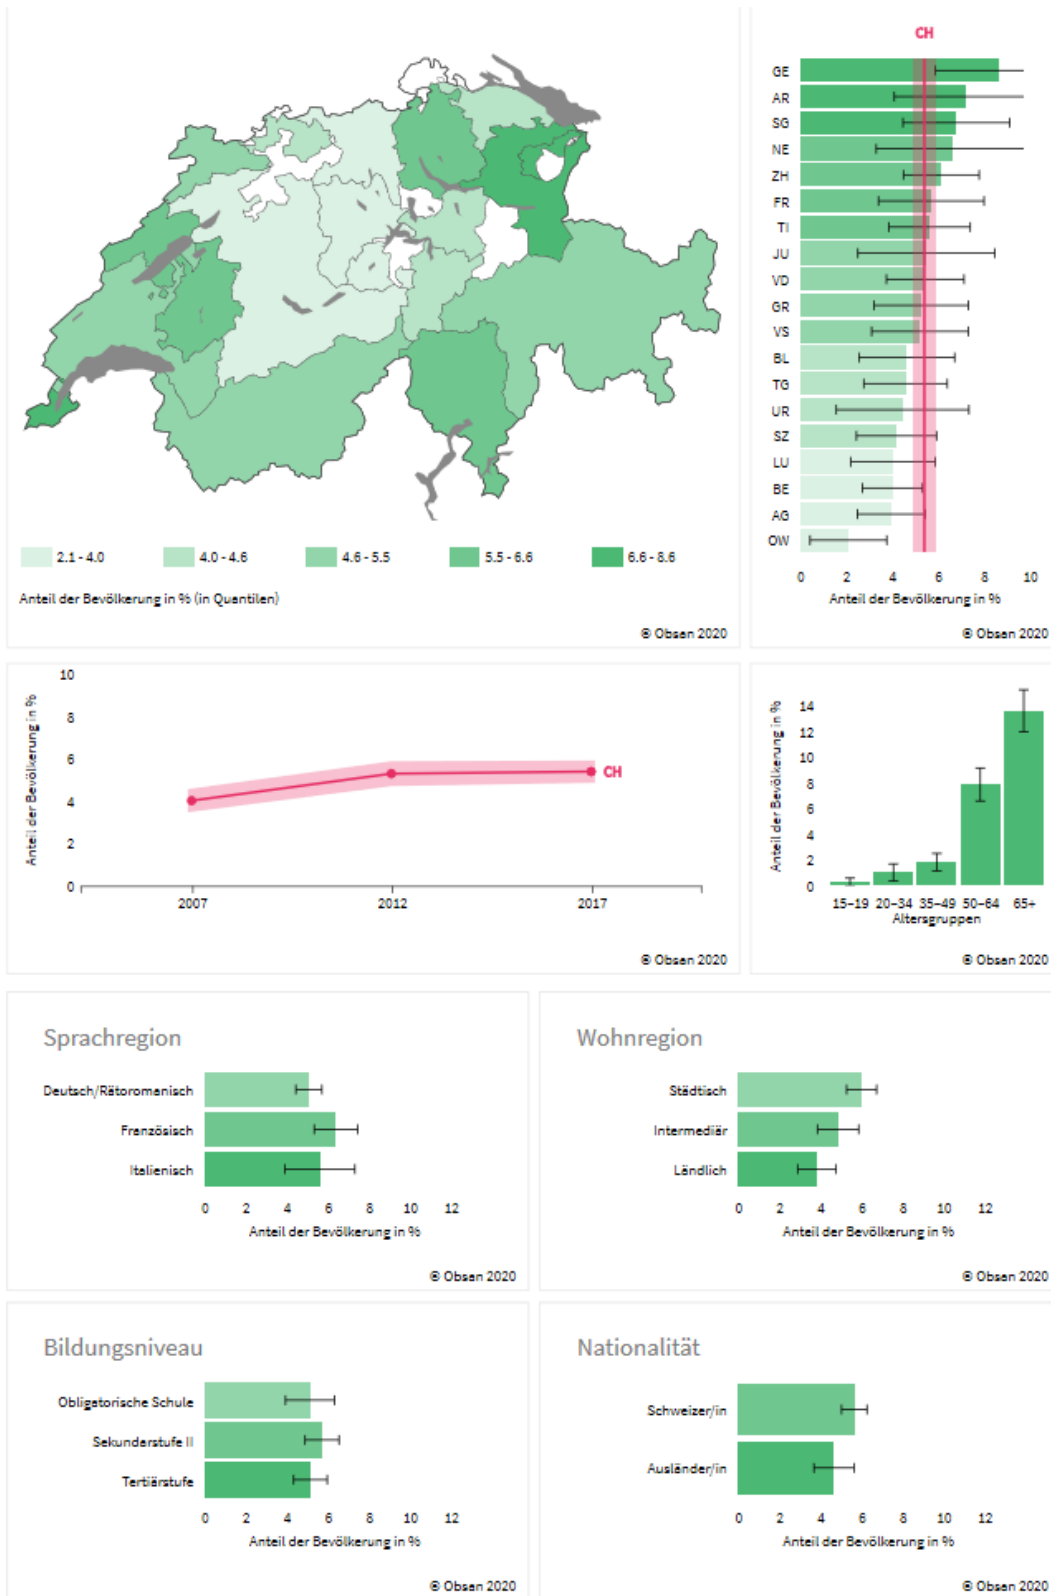 2.1 - 4.0
4.0 - 4.6
4.6 - 5.5
5.5 - 6.6
6.6 - 8.6
Anteil der Bevölkerung in % (in Quantilen)
© Obsan 2020
CH
GE
AR
SG
NE
ZH
FR
TI
JU
VD
GR
VS
BL
TG
UR
SZ
LU
BE
AG
OW
0 2 4 6 8 10
Anteil der Bevölkerung in %
© Obsan 2020
Anteil der Bevölkerung in %
10
8
6
4
2
0
CH
2007 2012 2017
© Obsan 2020
Anteil der Bevölkerung in %
14
12
10
8
6
4
2
0
15–19 20–34 35–49 50–64 65+
Altersgruppen
© Obsan 2020
Sprachregion
Deutsch/Rätoromanisch
Französisch
Italienisch
0 2 4 6 8 10 12
Anteil der Bevölkerung in %
© Obsan 2020
Wohnregion
Städtisch
Intermediär
Ländlich
0 2 4 6 8 10 12
Anteil der Bevölkerung in %
© Obsan 2020
Bildungsniveau
Obligatorische Schule
Sekundarstufe II
Tertiärstufe
0 2 4 6 8 10 12
Anteil der Bevölkerung in %
© Obsan 2020
Nationalität
Schweizer/in
Ausländer/in
0 2 4 6 8 10 12
Anteil der Bevölkerung in %
© Obsan 2020